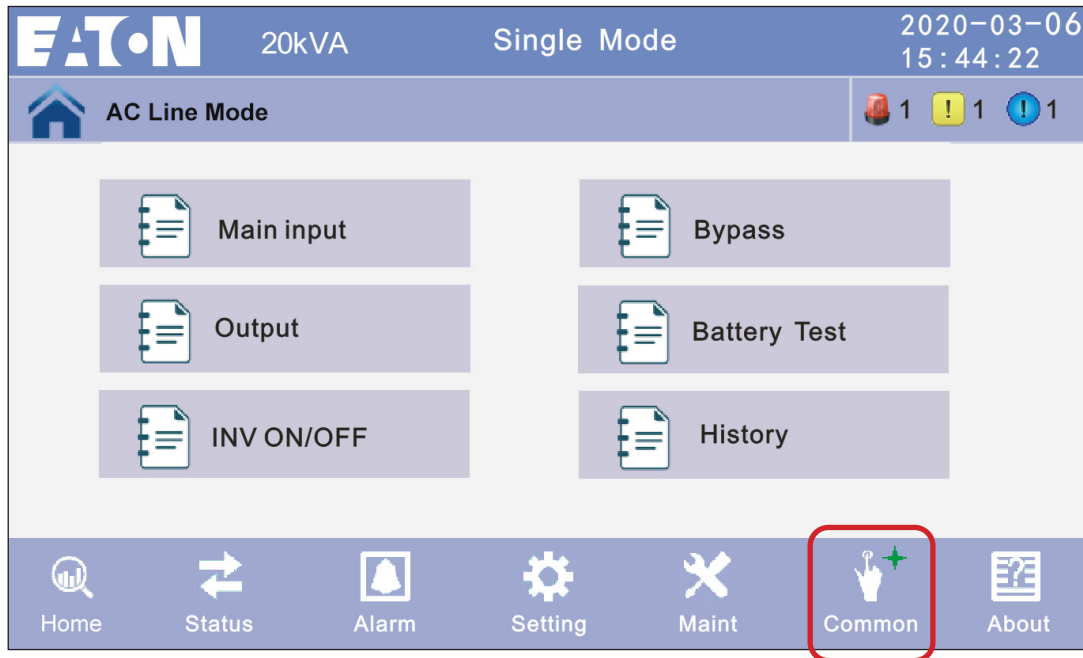 EATON 20kVA Single Mode 2020-03-06
15:44:22
AC Line Mode 1 ! 1 ! 1
Main input
Bypass
Output
Battery Test
INV ON/OFF
History
?
Home Status Alarm Setting Maint Common About